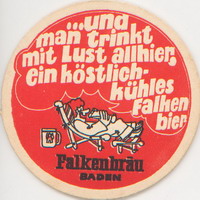 ...und
man trinkt
mit Lust allhier,
ein köstlich-
kühles
falken
bier
Falkenbräu
BADEN